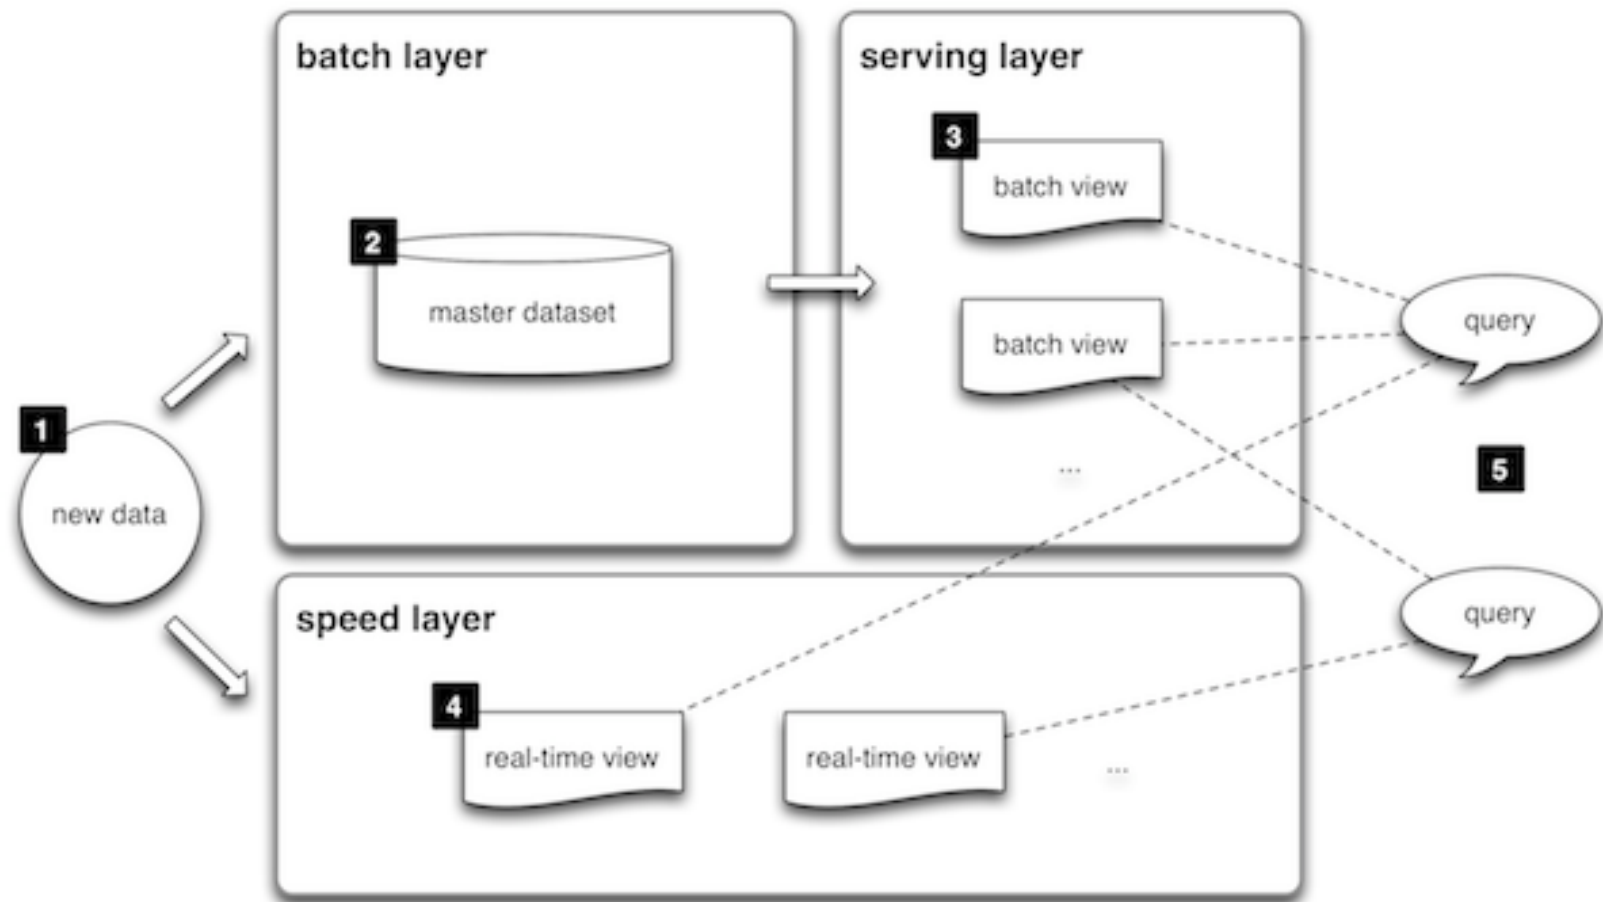 batch layer
2
master dataset
serving layer
3
batch view
batch view
...
1
new data
speed layer
4
real-time view
real-time view
...
query
5
query